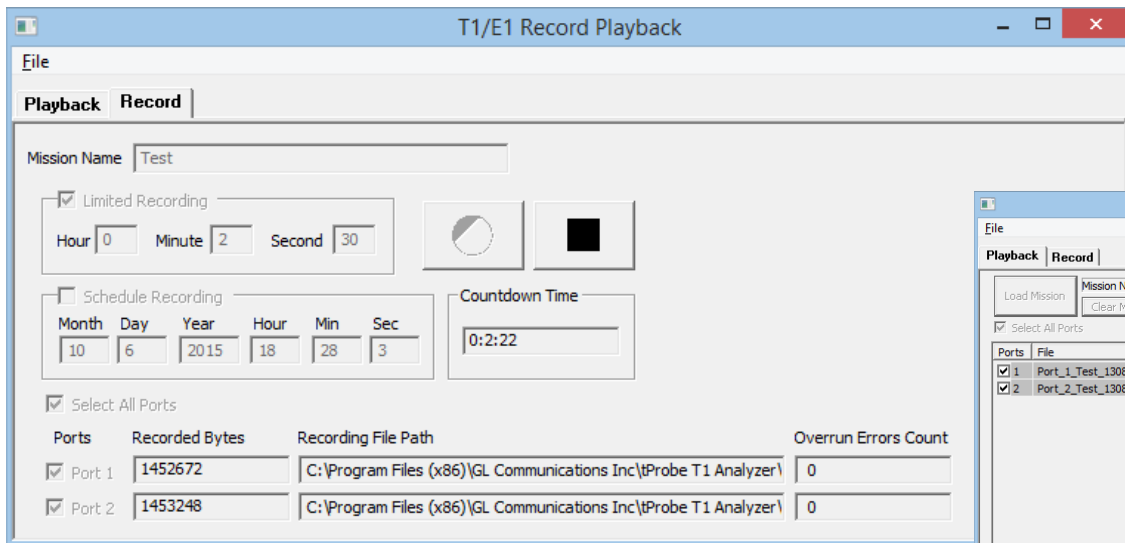 T1/E1 Record Playback
File
Playback Record
Mission Name Test
Limited Recording
Hour 0 Minute 2 Second 30
Schedule Recording
Month Day Year Hour Min Sec
10 6 2015 18 28 3
Countdown Time
0:2:22
Select All Ports
Ports Recorded Bytes Recording File Path Overrun Errors Count
Port 1 1452672 C:\Program Files (x86)\GL Communications Inc\tProbe T1 Analyzer\ 0
Port 2 1453248 C:\Program Files (x86)\GL Communications Inc\tProbe T1 Analyzer\ 0
File
Playback Record
Load Mission Mission N
Clear M
Select All Ports
Ports File
1 Port_1_Test_1308
2 Port_2_Test_1308